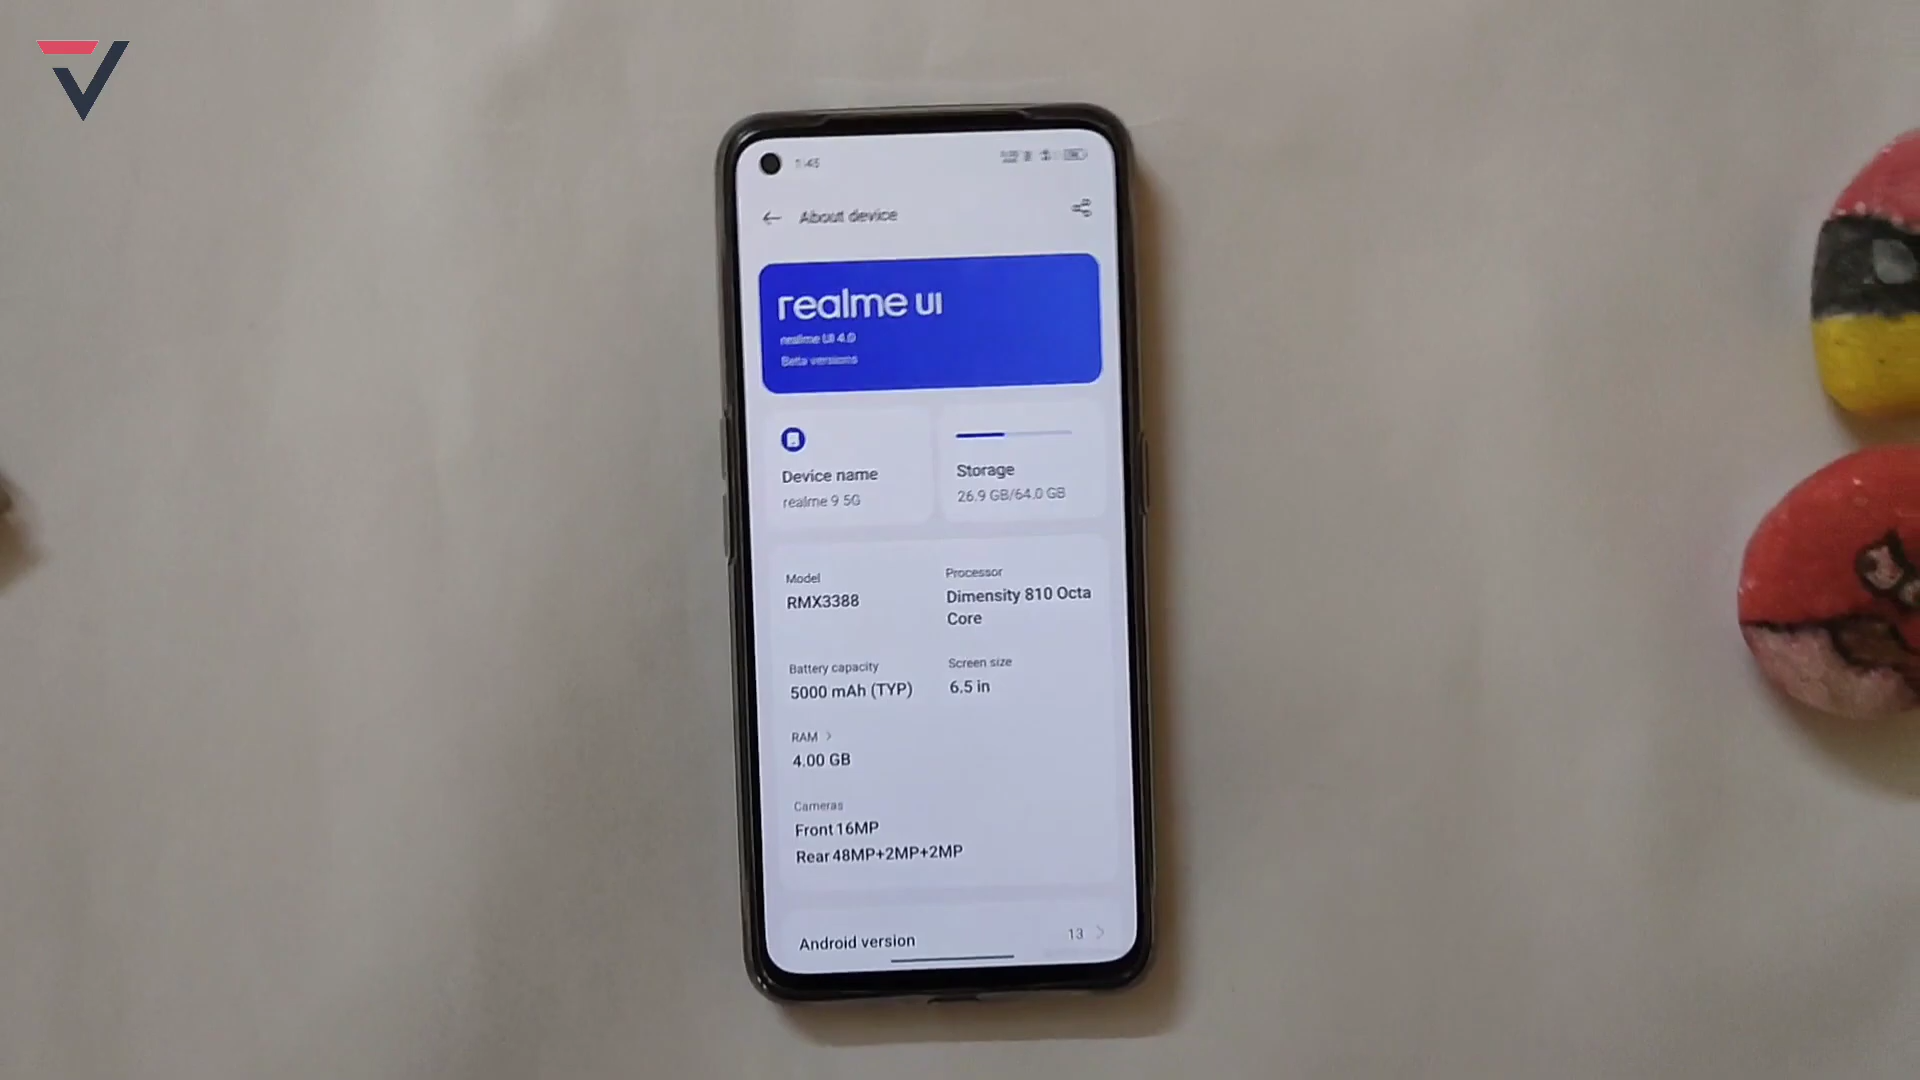 1:45
About device
realme UI
realme UI 4.0
Beta versions
Device name
realme 9 5G
Storage
26.9 GB/64.0 GB
Model
RMX3388
Processor
Dimensity 810 Octa
Core
Battery capacity
5000 mAh (TYP)
Screen size
6.5 in
RAM >
4.00 GB
Cameras
Front 16MP
Rear 48MP+2MP+2MP
Android version
13 >